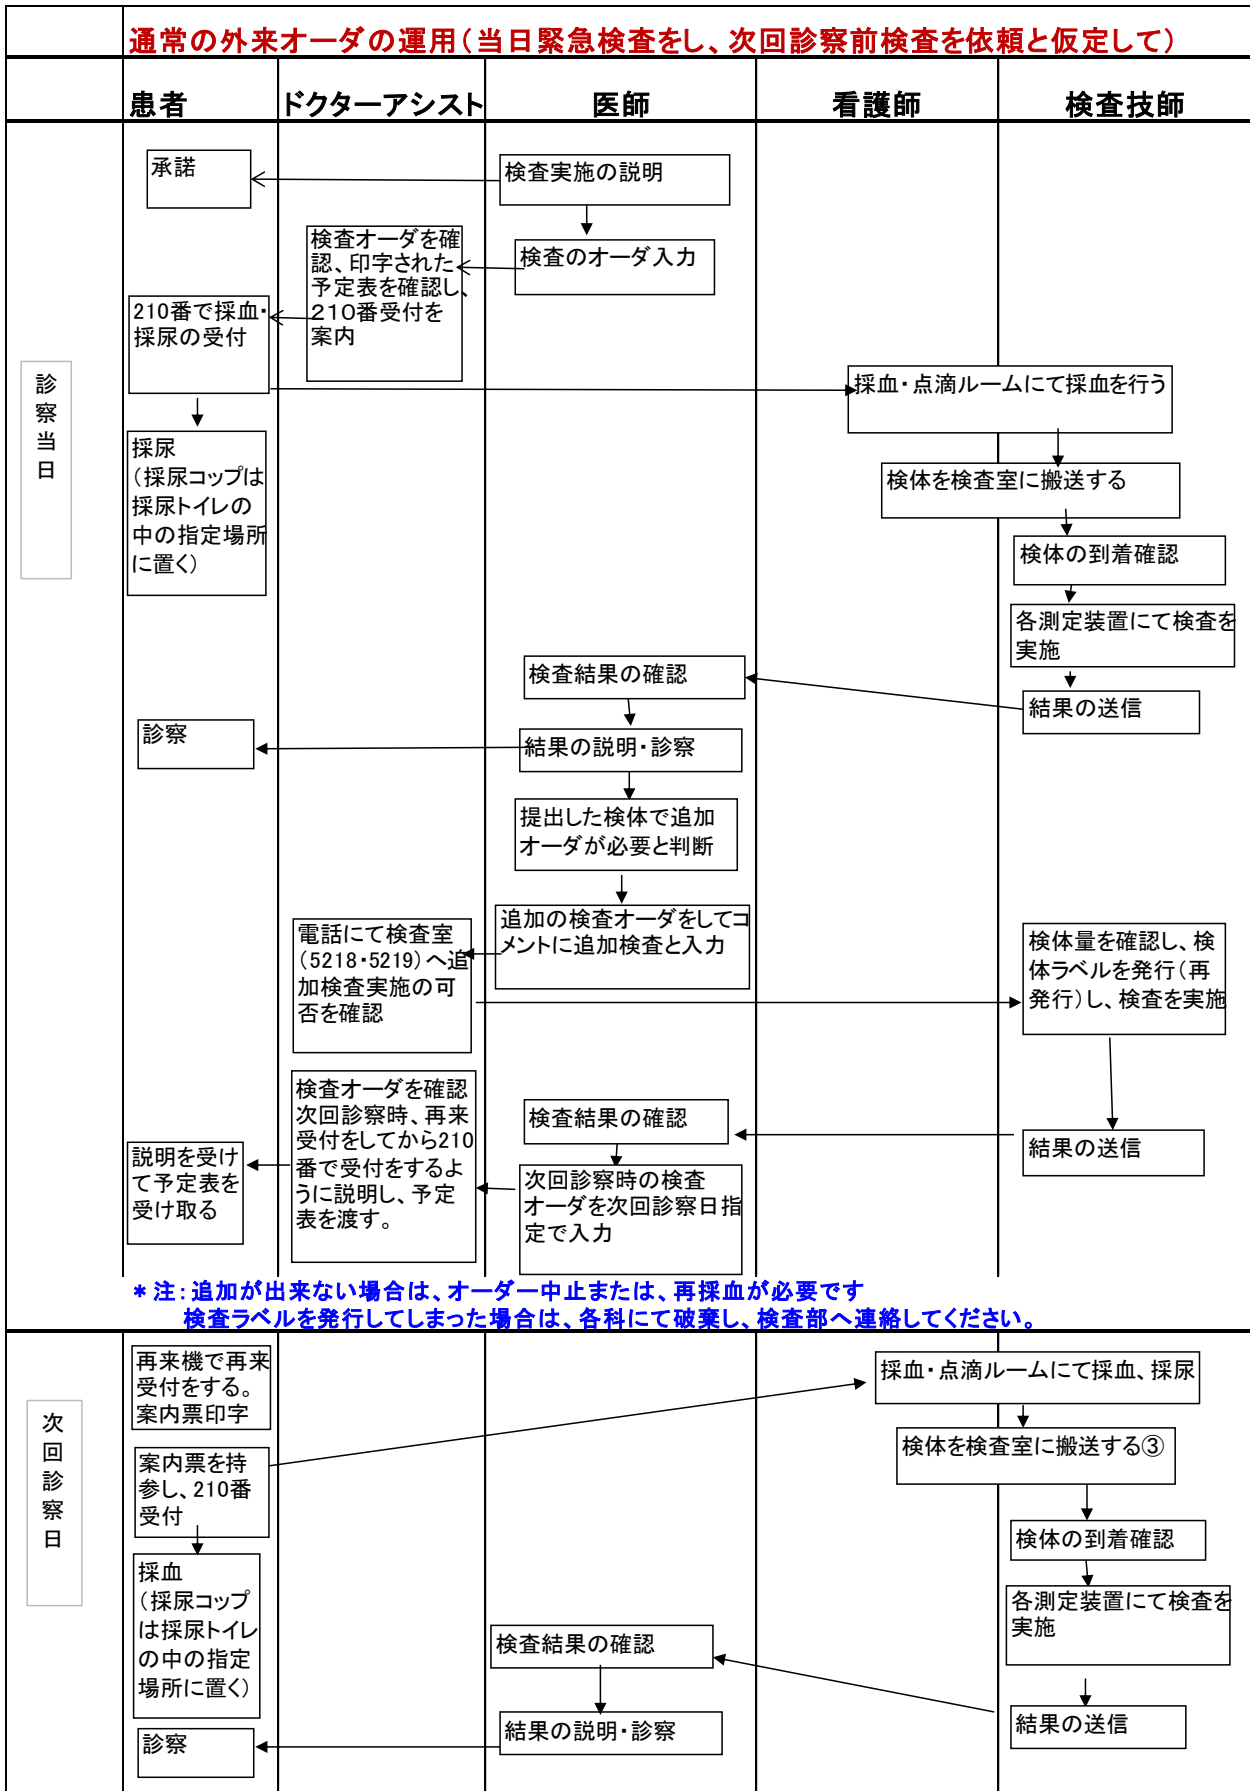 通常の外来オーダの運用（当日緊急検査をし、次回診察前検査を依頼と仮定して）
患者
ドクターアシスト
医師
看護師
検査技師
診察当日
承諾
検査実施の説明
検査オーダを確
認、印字された
予定表を確認し、
２１０番受付を
案内
検査のオーダ入力
210番で採血・
採尿の受付
採血・点滴ルームにて採血を行う
採尿
（採尿コップは
採尿トイレの
中の指定場所
に置く）
検体を検査室に搬送する
検体の到着確認
各測定装置にて検査を
実施
検査結果の確認
結果の送信
診察
結果の説明・診察
提出した検体で追加
オーダが必要と判断
追加の検査オーダをしてコ
メントに追加検査と入力
電話にて検査室
（5218・5219）へ追
加検査実施の可
否を確認
検体量を確認し、検
体ラベルを発行（再
発行）し、検査を実施
検査オーダを確認
次回診察時、再来
受付をしてから210
番で受付をするよ
うに説明し、予定
表を渡す。
検査結果の確認
結果の送信
説明を受け
て予定表を
受け取る
次回診察時の検査
オーダを次回診察日指
定で入力
＊注：追加が出来ない場合は、オーダー中止または、再採血が必要です
検査ラベルを発行してしまった場合は、各科にて破棄し、検査部へ連絡してください。
次回診察日
再来機で再来
受付をする。
案内票印字
採血・点滴ルームにて採血、採尿
案内票を持
参し、210番
受付
検体を検査室に搬送する③
検体の到着確認
採血
（採尿コップ
は採尿トイレ
の中の指定
場所に置く）
各測定装置にて検査を
実施
検査結果の確認
結果の送信
結果の説明・診察
診察